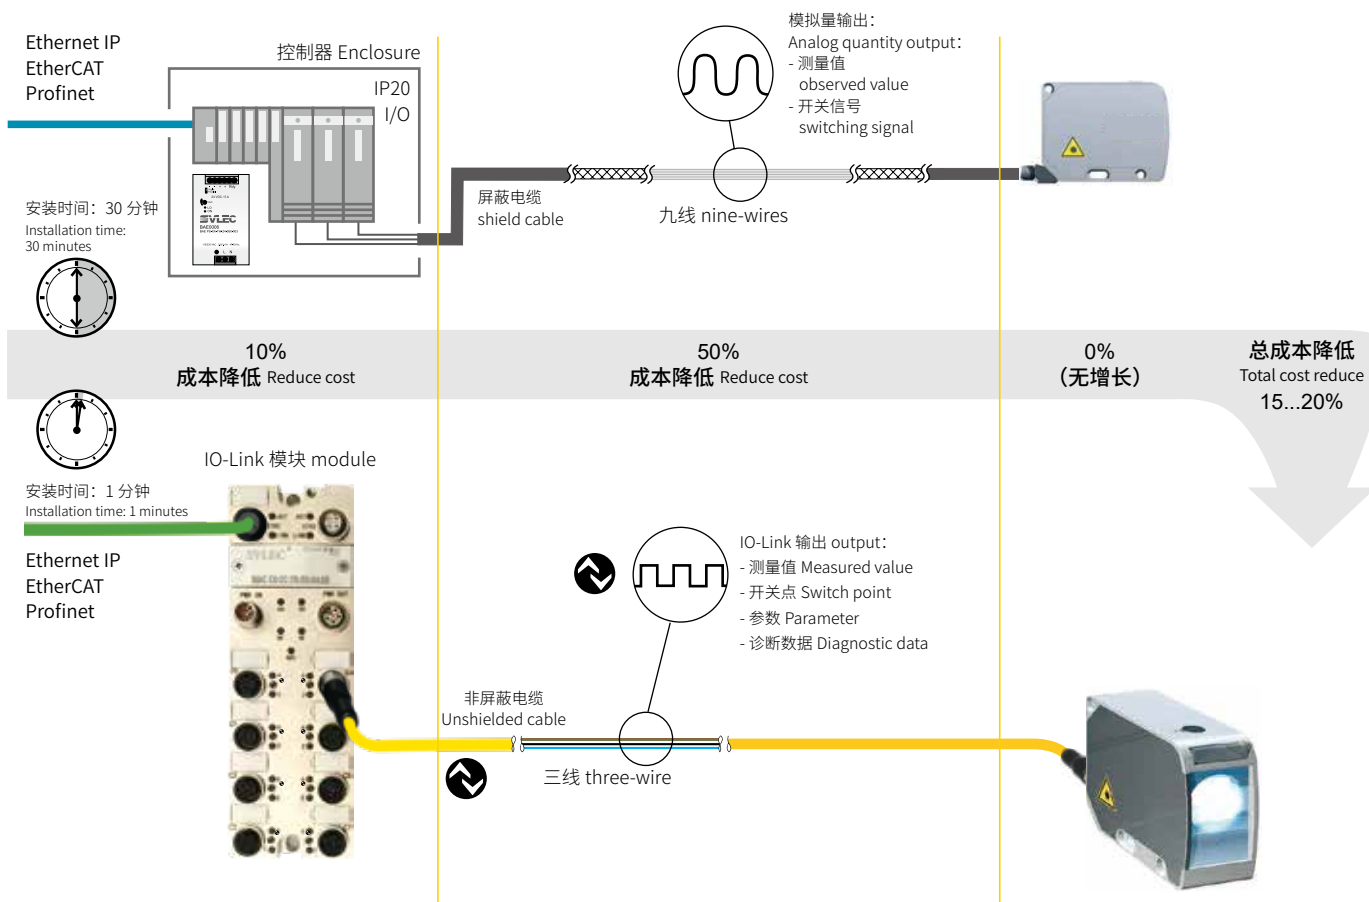 Ethernet IP
EtherCAT
Profinet
控制器 Enclosure
IP20
I/O
SVLEC
安装时间：30 分钟
Installation time:
30 minutes
屏蔽电缆
shield cable
九线 nine-wires
模拟量输出：
Analog quantity output：
- 测量值
observed value
- 开关信号
switching signal
10%
成本降低 Reduce cost
50%
成本降低 Reduce cost
0%
（无增长）
总成本降低
Total cost reduce
15...20%
IO-Link 模块 module
安装时间：1 分钟
Installation time: 1 minutes
Ethernet IP
EtherCAT
Profinet
IO-Link 输出 output：
- 测量值 Measured value
- 开关点 Switch point
- 参数 Parameter
- 诊断数据 Diagnostic data
非屏蔽电缆
Unshielded cable
三线 three-wire